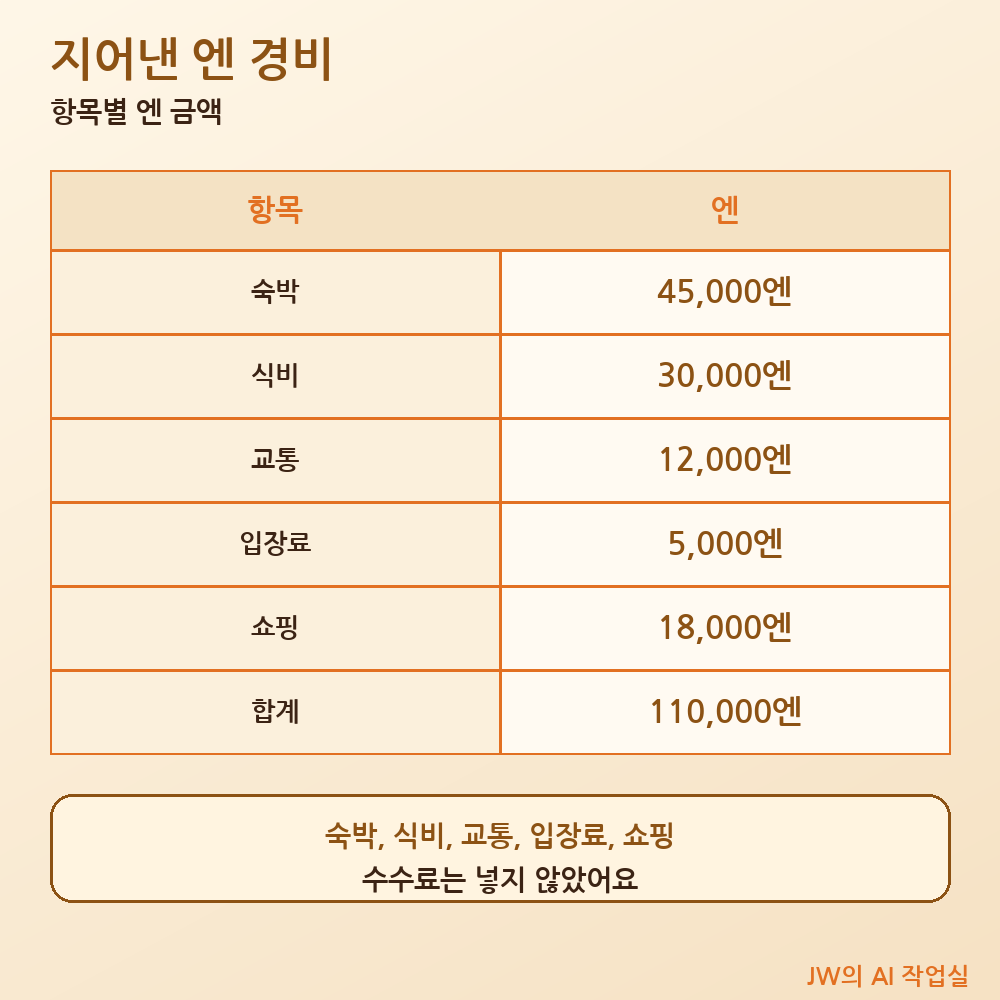 지어낸 엔 경비
항목별 엔 금액
항목 엔
숙박 45,000엔
식비 30,000엔
교통 12,000엔
입장료 5,000엔
쇼핑 18,000엔
합계 110,000엔
숙박, 식비, 교통, 입장료, 쇼핑
수수료는 넣지 않았어요
JW의 AI 작업실